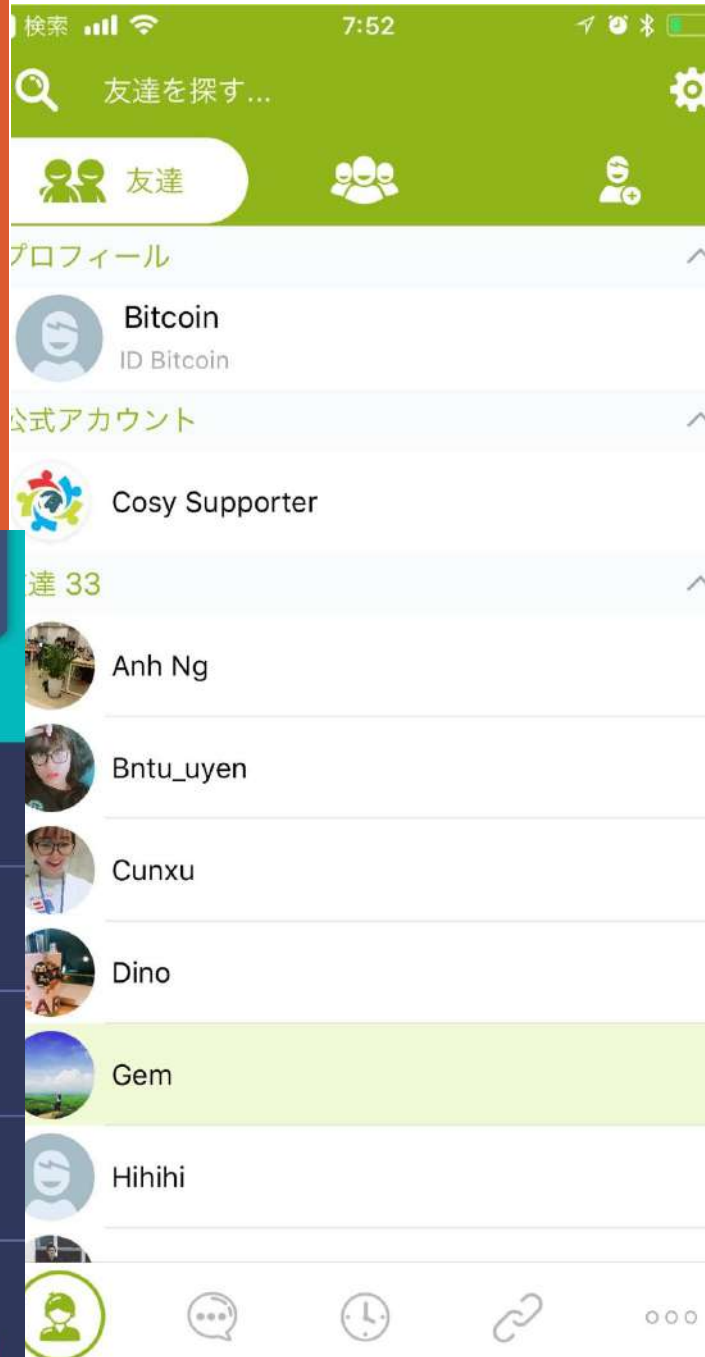 検索
7:52
友達を探す...
友達
プロフィール
Bitcoin
ID Bitcoin
公式アカウント
Cosy Supporter
達 33
Anh Ng
Bntu_uyen
Cunxu
Dino
Gem
Hihihi